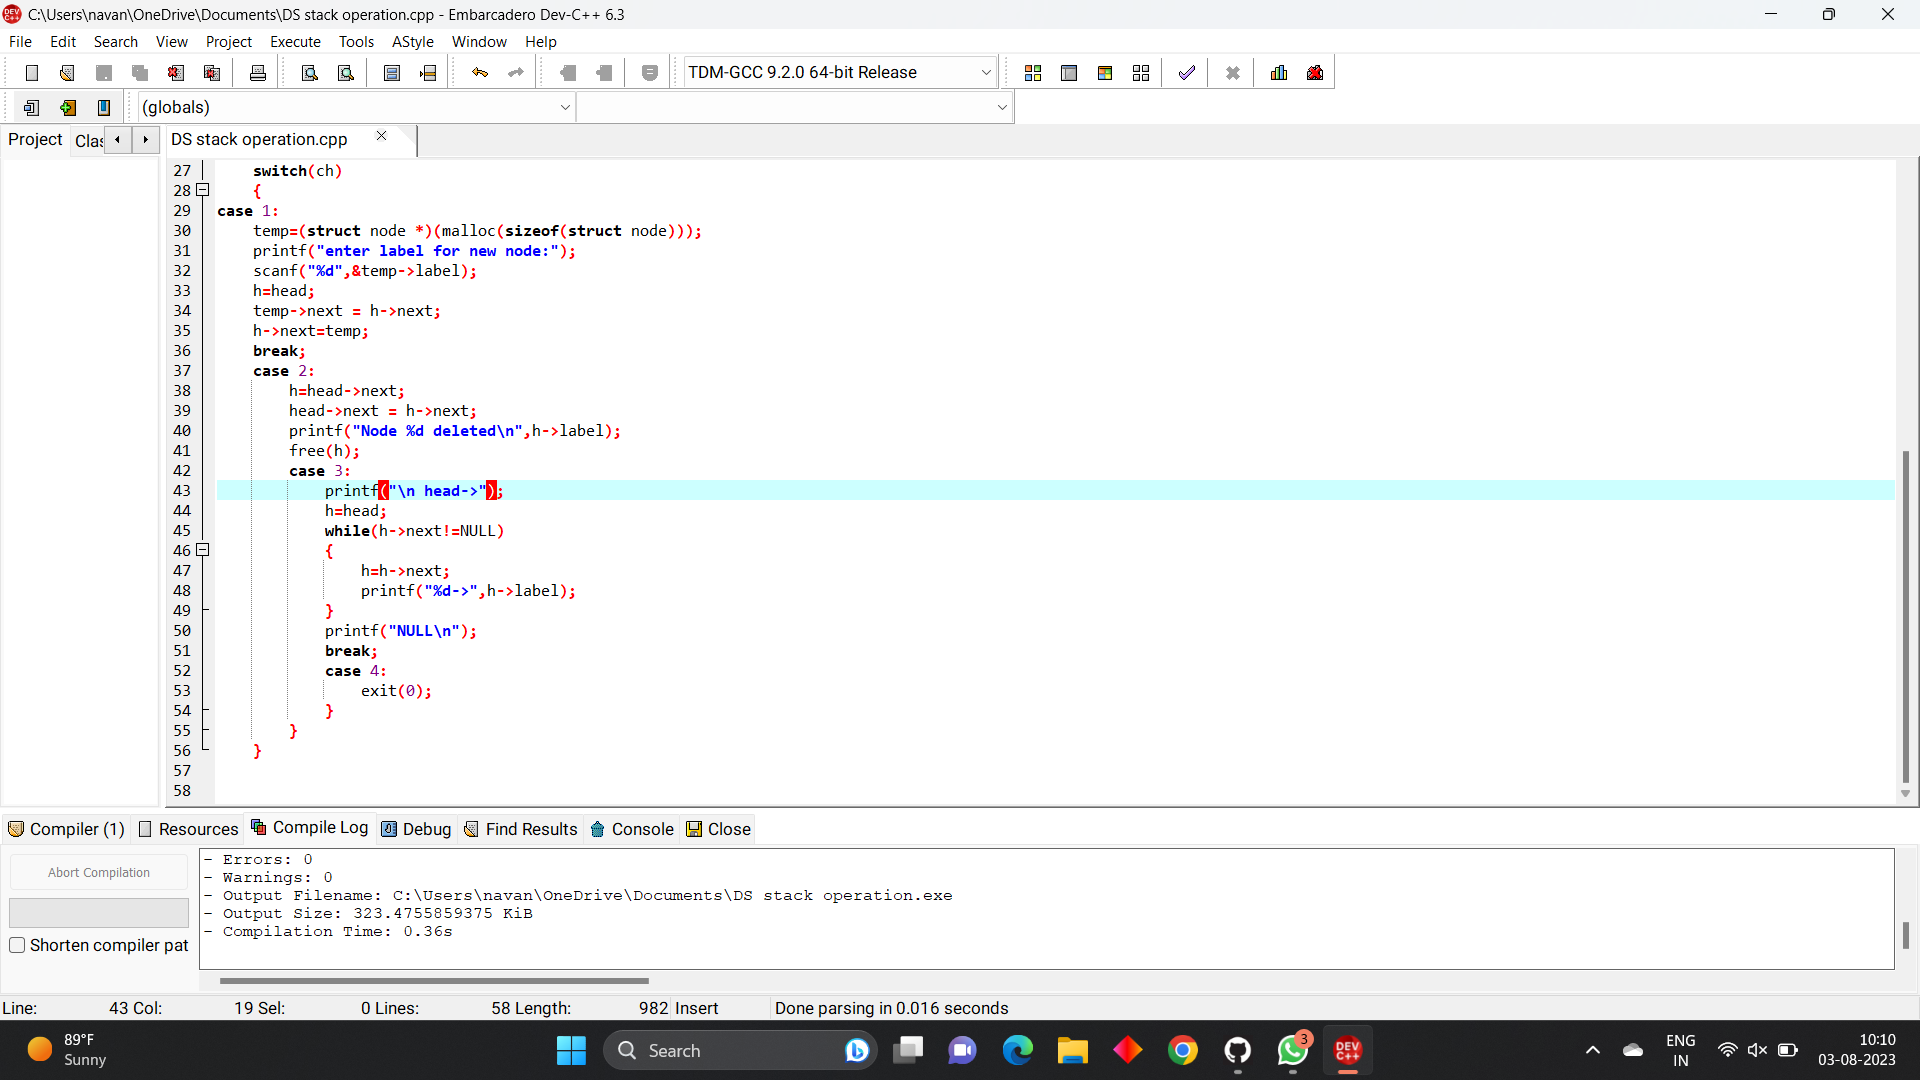 C:\Users\navan\OneDrive\Documents\DS stack operation.cpp - Embarcadero Dev-C++ 6.3
File Edit Search View Project Execute Tools AStyle Window Help
TDM-GCC 9.2.0 64-bit Release
(globals)
Project Clas DS stack operation.cpp
27 switch(ch)
28 {
29 case 1:
30 temp=(struct node *)(malloc(sizeof(struct node)));
31 printf("enter label for new node:");
32 scanf("%d",&temp->label);
33 h=head;
34 temp->next = h->next;
35 h->next=temp;
36 break;
37 case 2:
38 h=head->next;
39 head->next = h->next;
40 printf("Node %d deleted\n",h->label);
41 free(h);
42 case 3:
43 printf("\n head->");
44 h=head;
45 while(h->next!=NULL)
46 {
47 h=h->next;
48 printf("%d->",h->label);
49 }
50 printf("NULL\n");
51 break;
52 case 4:
53 exit(0);
54 }
55 }
56 }
57
58
Compiler (1) Resources Compile Log Debug Find Results Console Close
Abort Compilation
Shorten compiler pat
- Errors: 0
- Warnings: 0
- Output Filename: C:\Users\navan\OneDrive\Documents\DS stack operation.exe
- Output Size: 323.4755859375 KiB
- Compilation Time: 0.36s
Line: 43 Col: 19 Sel: 0 Lines: 58 Length: 982 Insert Done parsing in 0.016 seconds
89°F
Sunny
Search
3
DEV
C++
ENG
IN
10:10
03-08-2023